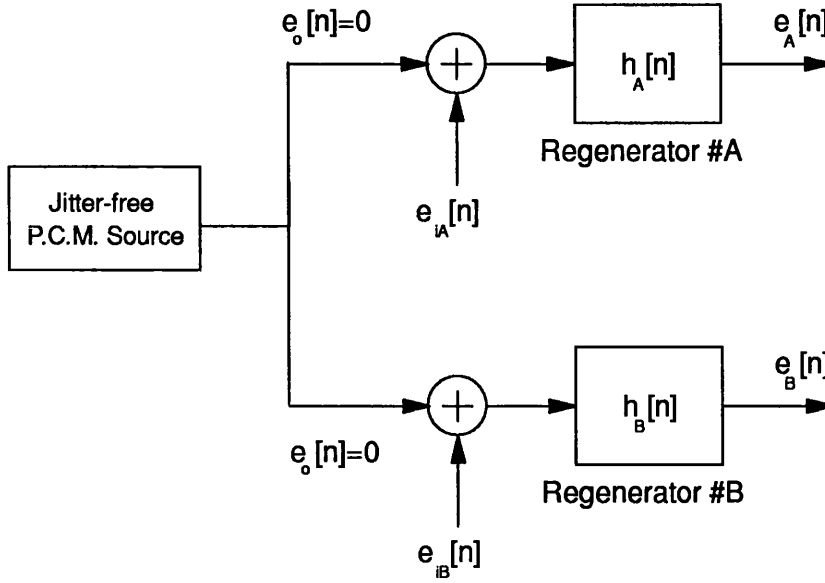 e_o[n]=0
e_A[n]
+
h_A[n]
Regenerator #A
e_iA[n]
Jitter-free
P.C.M. Source
e_o[n]=0
+
h_B[n]
e_B[n]
Regenerator #B
e_iB[n]